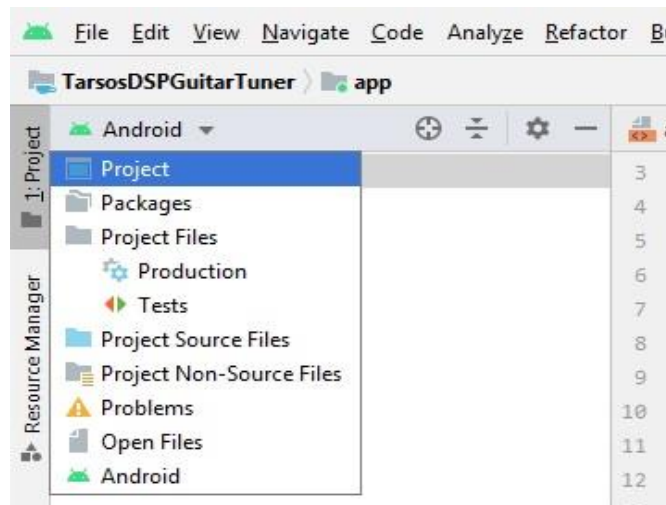 File Edit View Navigate Code Analyze Refactor
TarsosDSPGuitarTuner app
1: Project
Resource Manager
Android
Project
Packages
Project Files
Production
Tests
Project Source Files
Project Non-Source Files
Problems
Open Files
Android
3
4
5
6
7
8
9
10
11
12